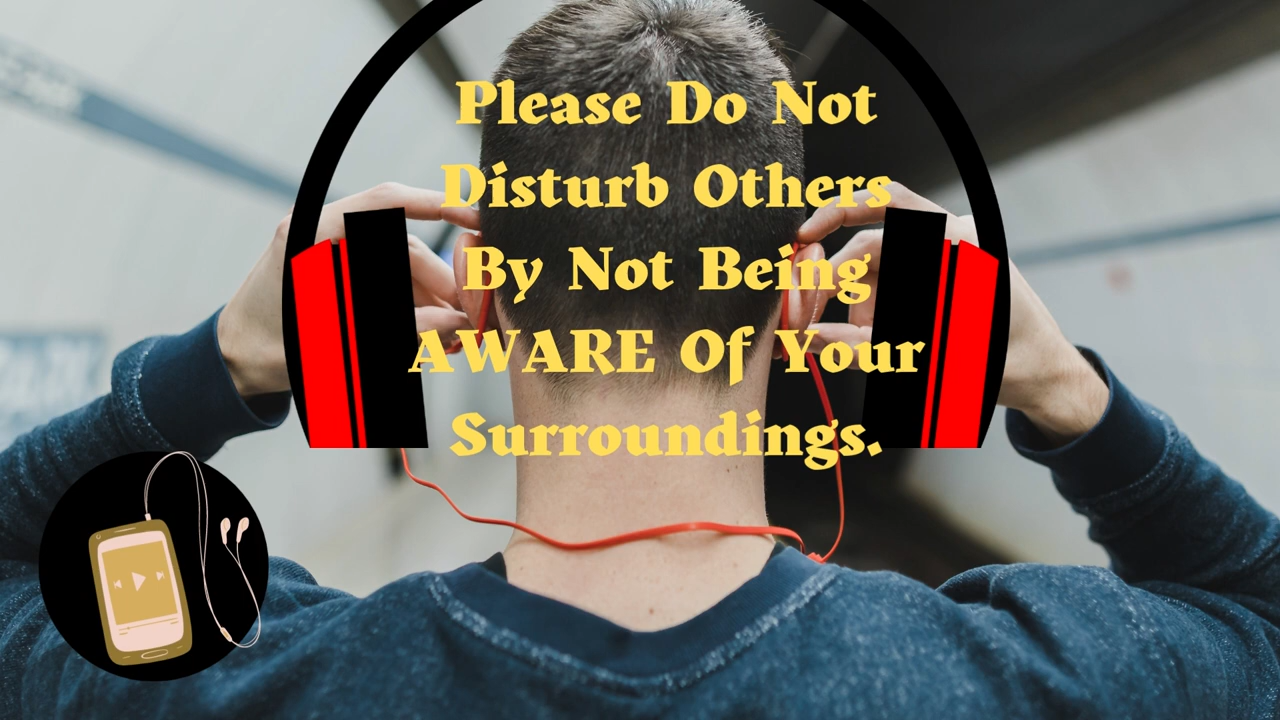 Please Do Not
Disturb Others
By Not Being
AWARE Of Your
Surroundings.